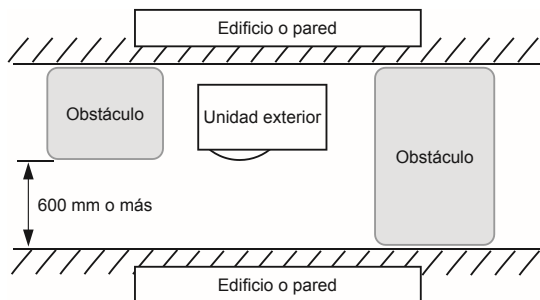 Edificio o pared
Obstáculo
Unidad exterior
Obstáculo
600 mm o más
Edificio o pared